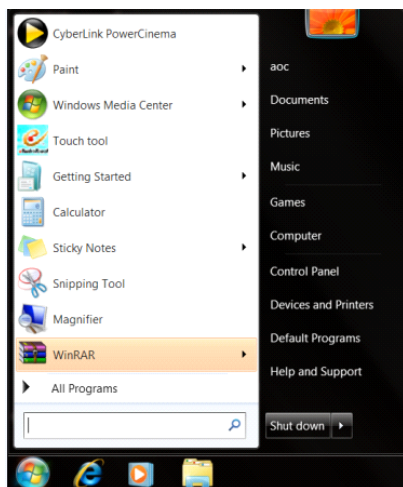 CyberLink PowerCinema
Paint
Windows Media Center
Touch tool
Getting Started
Calculator
Sticky Notes
Snipping Tool
Magnifier
WinRAR
All Programs
aoc
Documents
Pictures
Music
Games
Computer
Control Panel
Devices and Printers
Default Programs
Help and Support
Shut down